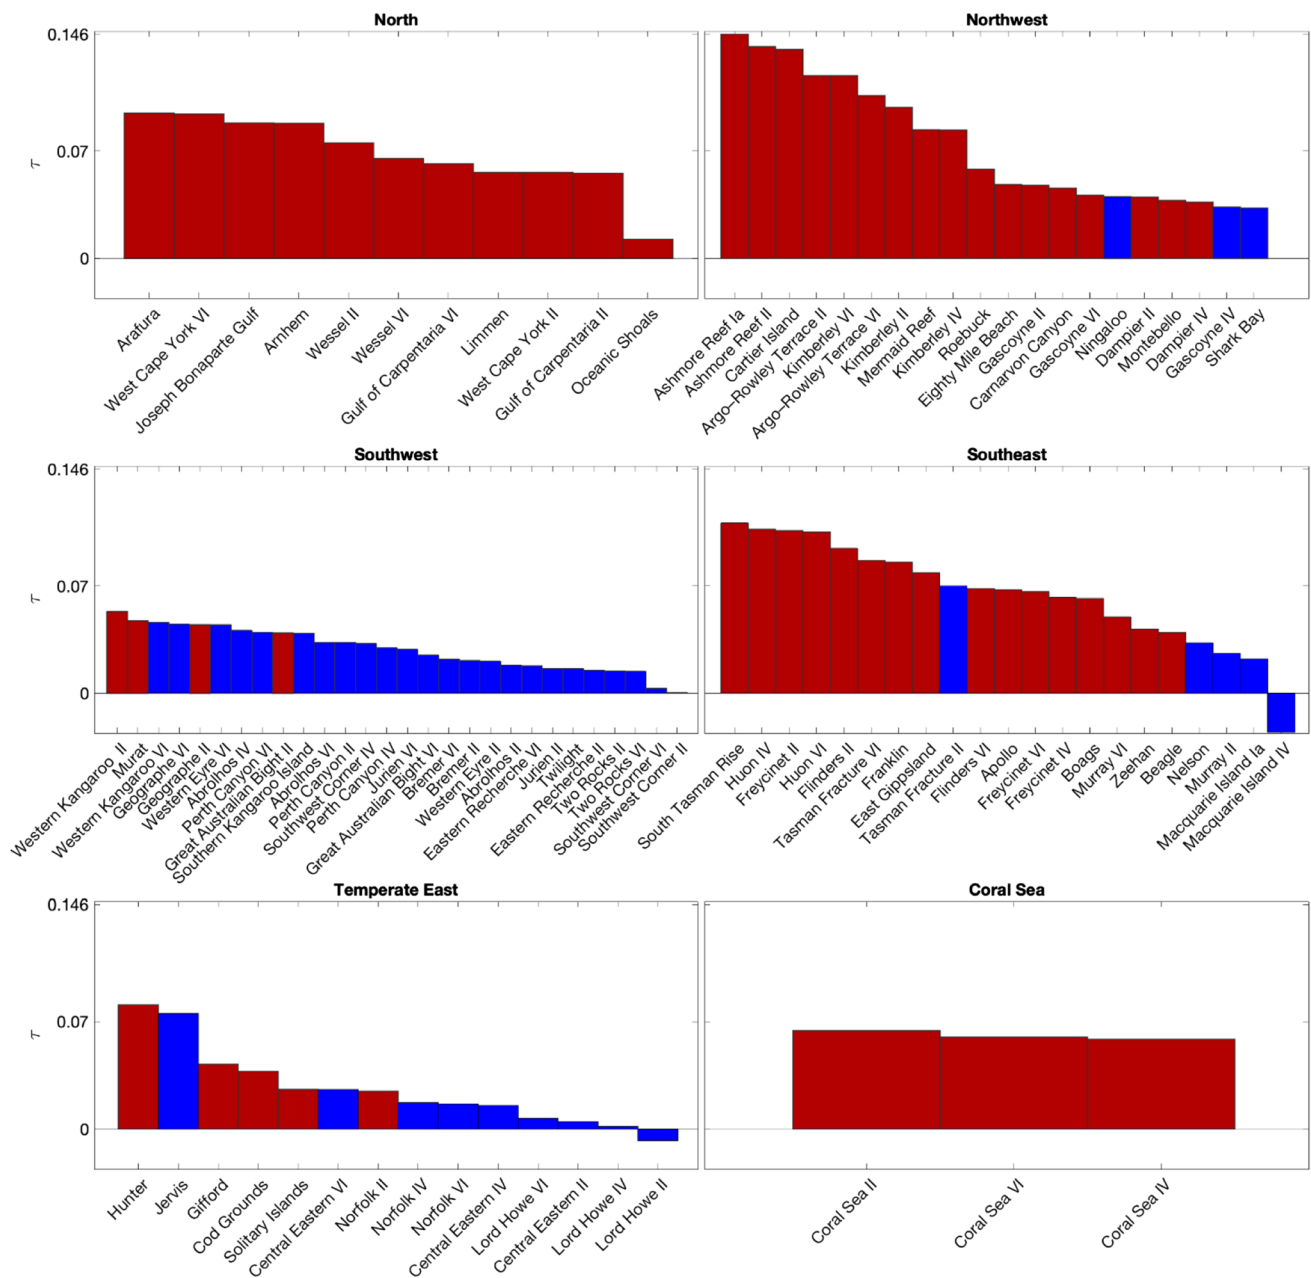 North
Northwest
0.146
0.07
τ
0
Arafura
West Cape York VI
Joseph Bonaparte Gulf
Arnhem
Wessel II
Wessel VI
Gulf of Carpentaria VI
Limmen
West Cape York II
Gulf of Carpentaria II
Oceanic Shoals
Ashmore Reef Ia
Ashmore Reef II
Cartier Island
Argo–Rowley Terrace II
Kimberley VI
Argo–Rowley Terrace VI
Kimberley II
Mermaid Reef
Kimberley IV
Roebuck
Eighty Mile Beach
Gascoyne II
Carnarvon Canyon
Gascoyne VI
Ningaloo
Dampier II
Montebello
Dampier IV
Gascoyne IV
Shark Bay
Southwest
Southeast
0.146
0.07
τ
0
Western Kangaroo II
Murat
Western Kangaroo VI
Geographe VI
Geographe II
Western Eyre VI
Abrolhos IV
Perth Canyon VI
Great Australian Bight II
Southern Kangaroo Island
Abrolhos VI
Perth Canyon II
Southwest Corner IV
Perth Canyon IV
Jurien VI
Great Australian Bight VI
Bremer VI
Bremer II
Western Eyre II
Abrolhos II
Eastern Recherche VI
Jurien II
Twilight
Eastern Recherche II
Two Rocks II
Two Rocks VI
Southwest Corner VI
Southwest Corner II
South Tasman Rise
Huon IV
Freycinet II
Huon VI
Flinders II
Tasman Fracture VI
Franklin
East Gippsland
Tasman Fracture II
Flinders VI
Apollo
Freycinet VI
Freycinet IV
Boags
Murray VI
Zeehan
Beagle
Nelson
Murray II
Macquarie Island Ia
Macquarie Island IV
Temperate East
Coral Sea
0.146
0.07
τ
0
Hunter
Jervis
Gifford
Cod Grounds
Solitary Islands
Central Eastern VI
Norfolk II
Norfolk IV
Norfolk VI
Central Eastern IV
Lord Howe VI
Central Eastern II
Lord Howe IV
Lord Howe II
Coral Sea II
Coral Sea VI
Coral Sea IV